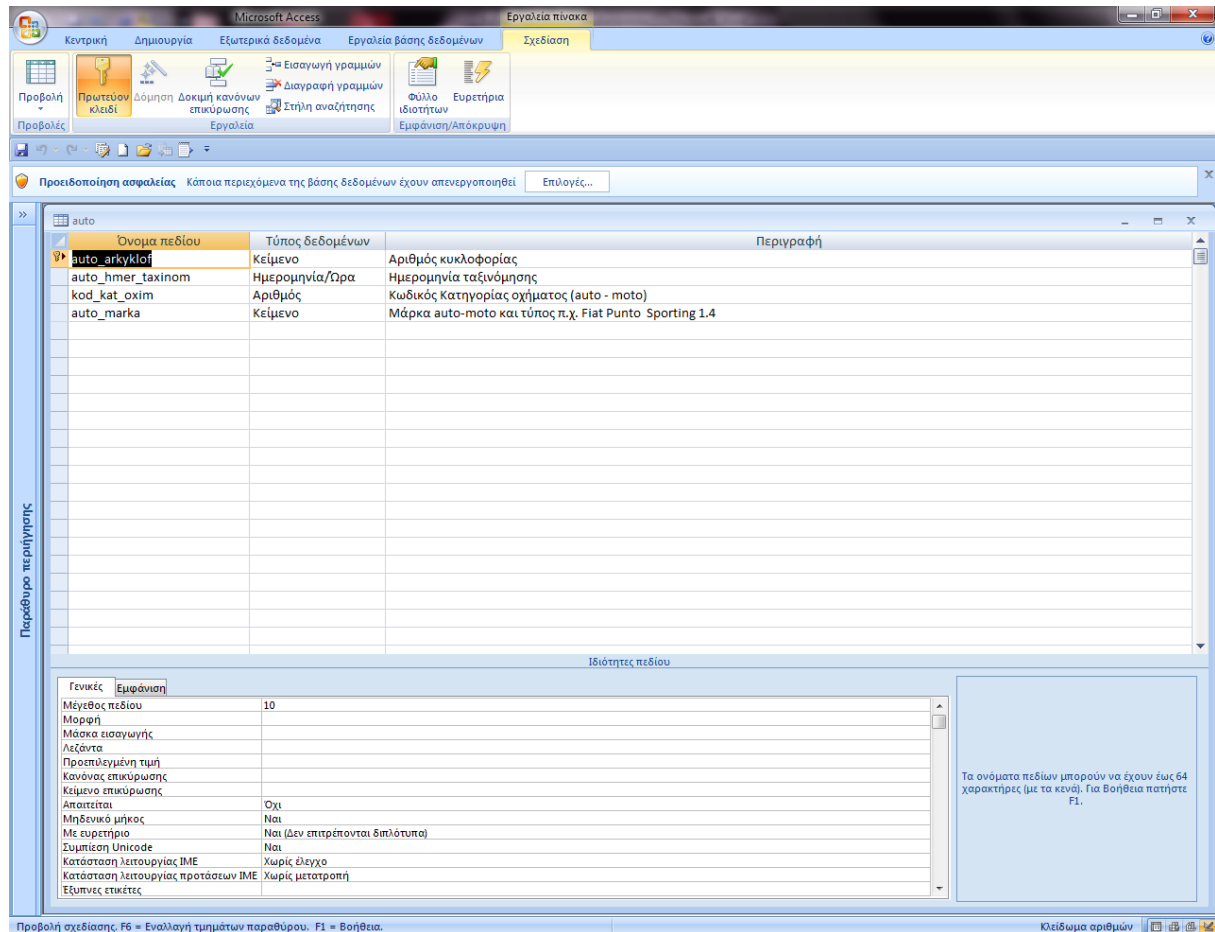 Microsoft Access
Εργαλεία πίνακα
Κεντρική Δημιουργία Εξωτερικά δεδομένα Εργαλεία βάσης δεδομένων Σχεδίαση
Προβολή
Πρωτεύον κλειδί
Δόμηση
Δοκιμή κανόνων επικύρωσης
Εισαγωγή γραμμών
Διαγραφή γραμμών
Στήλη αναζήτησης
Φύλλο ιδιοτήτων
Ευρετήρια
Προβολές Εργαλεία Εμφάνιση/Απόκρυψη
Προειδοποίηση ασφαλείας Κάποια περιεχόμενα της βάσης δεδομένων έχουν απενεργοποιηθεί Επιλογές...
auto
Όνομα πεδίου Τύπος δεδομένων Περιγραφή
auto_arkyklof Κείμενο Αριθμός κυκλοφορίας
auto_hmer_taxinom Ημερομηνία/Ώρα Ημερομηνία ταξινόμησης
kod_kat_oxim Αριθμός Κωδικός Κατηγορίας οχήματος (auto - moto)
auto_marka Κείμενο Μάρκα auto-moto και τύπος π.χ. Fiat Punto Sporting 1.4
Παράθυρο περιήγησης
Ιδιότητες πεδίου
Γενικές Εμφάνιση
Μέγεθος πεδίου 10
Μορφή
Μάσκα εισαγωγής
Λεζάντα
Προεπιλεγμένη τιμή
Κανόνας επικύρωσης
Κείμενο επικύρωσης
Απαιτείται Όχι
Μηδενικό μήκος Ναι
Με ευρετήριο Ναι (Δεν επιτρέπονται διπλότυπα)
Συμπίεση Unicode Ναι
Κατάσταση λειτουργίας IME Χωρίς έλεγχο
Κατάσταση λειτουργίας προτάσεων IME Χωρίς μετατροπή
Έξυπνες ετικέτες
Τα ονόματα πεδίων μπορούν να έχουν έως 64
χαρακτήρες (με τα κενά). Για Βοήθεια πατήστε
F1.
Προβολή σχεδίασης. F6 = Εναλλαγή τμημάτων παραθύρου. F1 = Βοήθεια. Κλείδωμα αριθμών